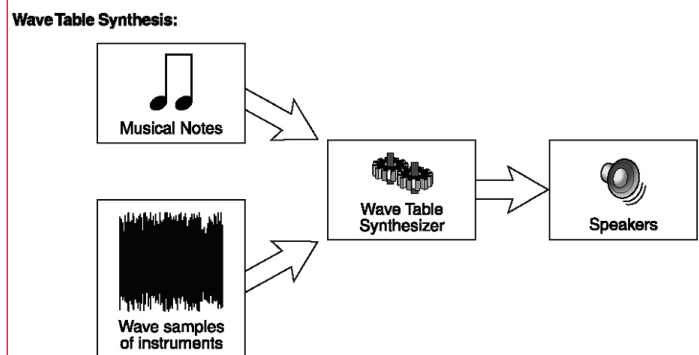 Wave Table Synthesis:
Musical Notes
Wave Table
Synthesizer
Speakers
Wave samples
of instruments